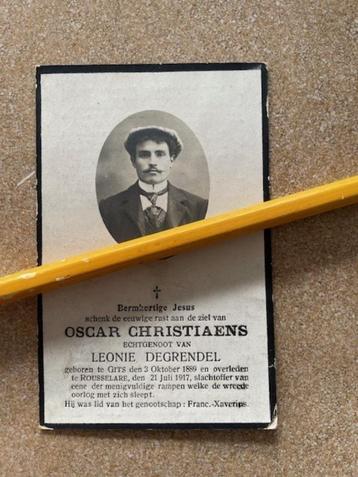 Bermhertige Jesus
schenk de eeuwige rust aan de ziel van
OSCAR CHRISTIAENS
ECHTGENOOT VAN
LEONIE DEGRENDEL
geboren te GITS den 3 Oktober 1889 en overleden
te ROUSSELARE, den 21 Juli 1917, slachtoffer van
eene der menigvuldige rampen welke de wreede
oorlog met zich sleept.
Hij was lid van het genootschap : Franc.-Xaverius.